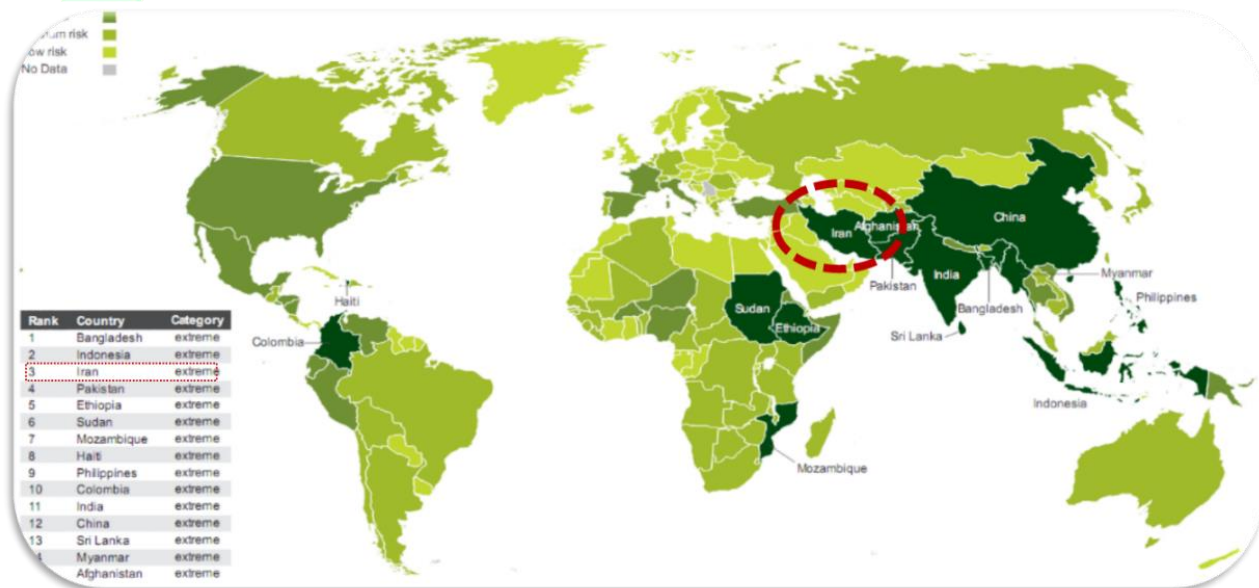 risk
risk
No Data
Iran
Afghanistan
China
India
Pakistan
Bangladesh
Myanmar
Philippines
Sri Lanka
Indonesia
Sudan
Ethiopia
Mozambique
Haiti
Colombia
Rank Country Category
1 Bangladesh extreme
2 Indonesia extreme
3 Iran extreme
4 Pakistan extreme
5 Ethiopia extreme
6 Sudan extreme
7 Mozambique extreme
8 Haiti extreme
9 Philippines extreme
10 Colombia extreme
11 India extreme
12 China extreme
13 Sri Lanka extreme
Myanmar extreme
Afghanistan extreme